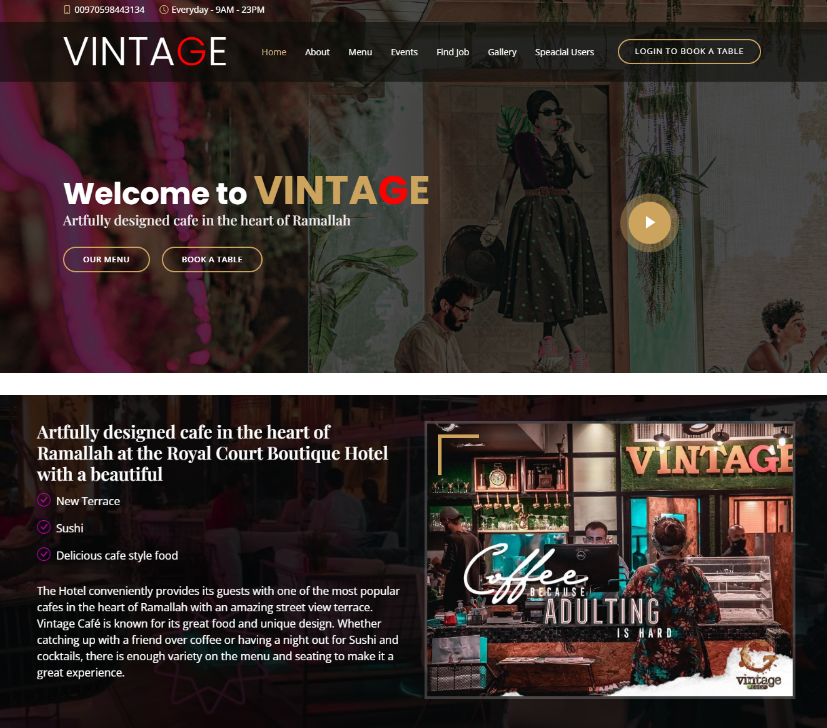 00970598443134 Everyday - 9AM - 23PM
VINTAGE
Home About Menu Events Find Job Gallery Speacial Users LOGIN TO BOOK A TABLE
Welcome to VINTAGE
Artfully designed cafe in the heart of Ramallah
OUR MENU BOOK A TABLE
Artfully designed cafe in the heart of
Ramallah at the Royal Court Boutique Hotel
with a beautiful
New Terrace
Sushi
Delicious cafe style food
The Hotel conveniently provides its guests with one of the most popular
cafes in the heart of Ramallah with an amazing street view terrace.
Vintage Café is known for its great food and unique design. Whether
catching up with a friend over coffee or having a night out for Sushi and
cocktails, there is enough variety on the menu and seating to make it a
great experience.
VINTAGE
Coffee
BECAUSE
ADULTING
IS HARD
vintage